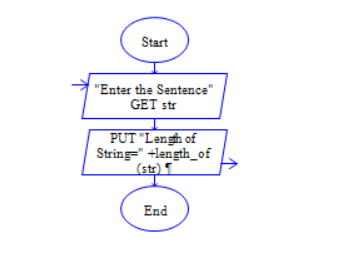 Start
"Enter the Sentence"
GET str
PUT "Length of
String=" +length_of
(str) ¶
End